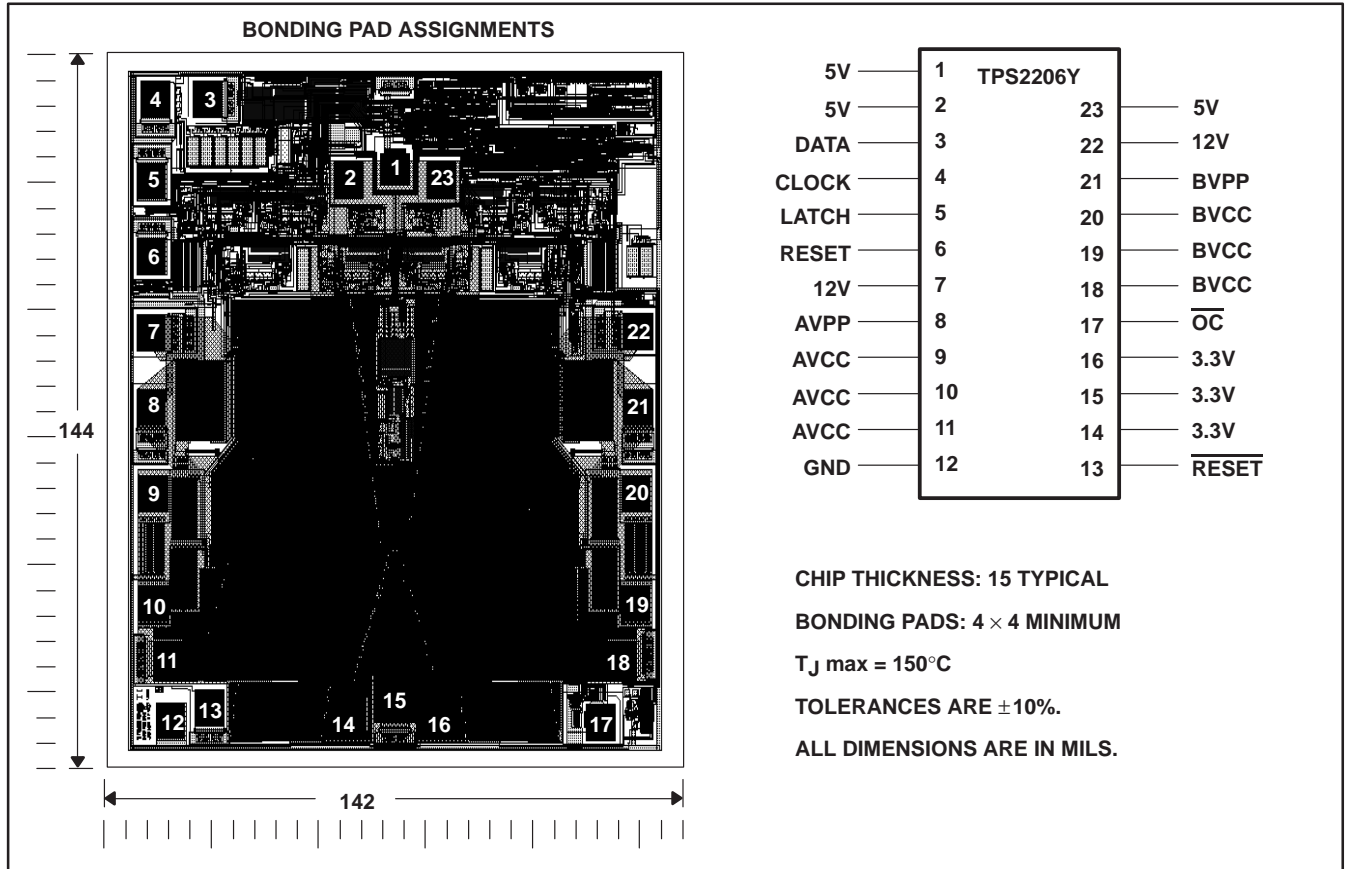 BONDING PAD ASSIGNMENTS
4 3
5 2 1 23
6
7 22
8 21
144
9 20
10 19
11 18
12 13 14 15 16 17
142
TPS2206Y
5V 1
5V 2 23 5V
DATA 3 22 12V
CLOCK 4 21 BVPP
LATCH 5 20 BVCC
RESET 6 19 BVCC
12V 7 18 BVCC
AVPP 8 17 O̅C̅
AVCC 9 16 3.3V
AVCC 10 15 3.3V
AVCC 11 14 3.3V
GND 12 13 R̅E̅S̅E̅T̅
CHIP THICKNESS: 15 TYPICAL
BONDING PADS: 4 × 4 MINIMUM
TJ max = 150°C
TOLERANCES ARE ±10%.
ALL DIMENSIONS ARE IN MILS.